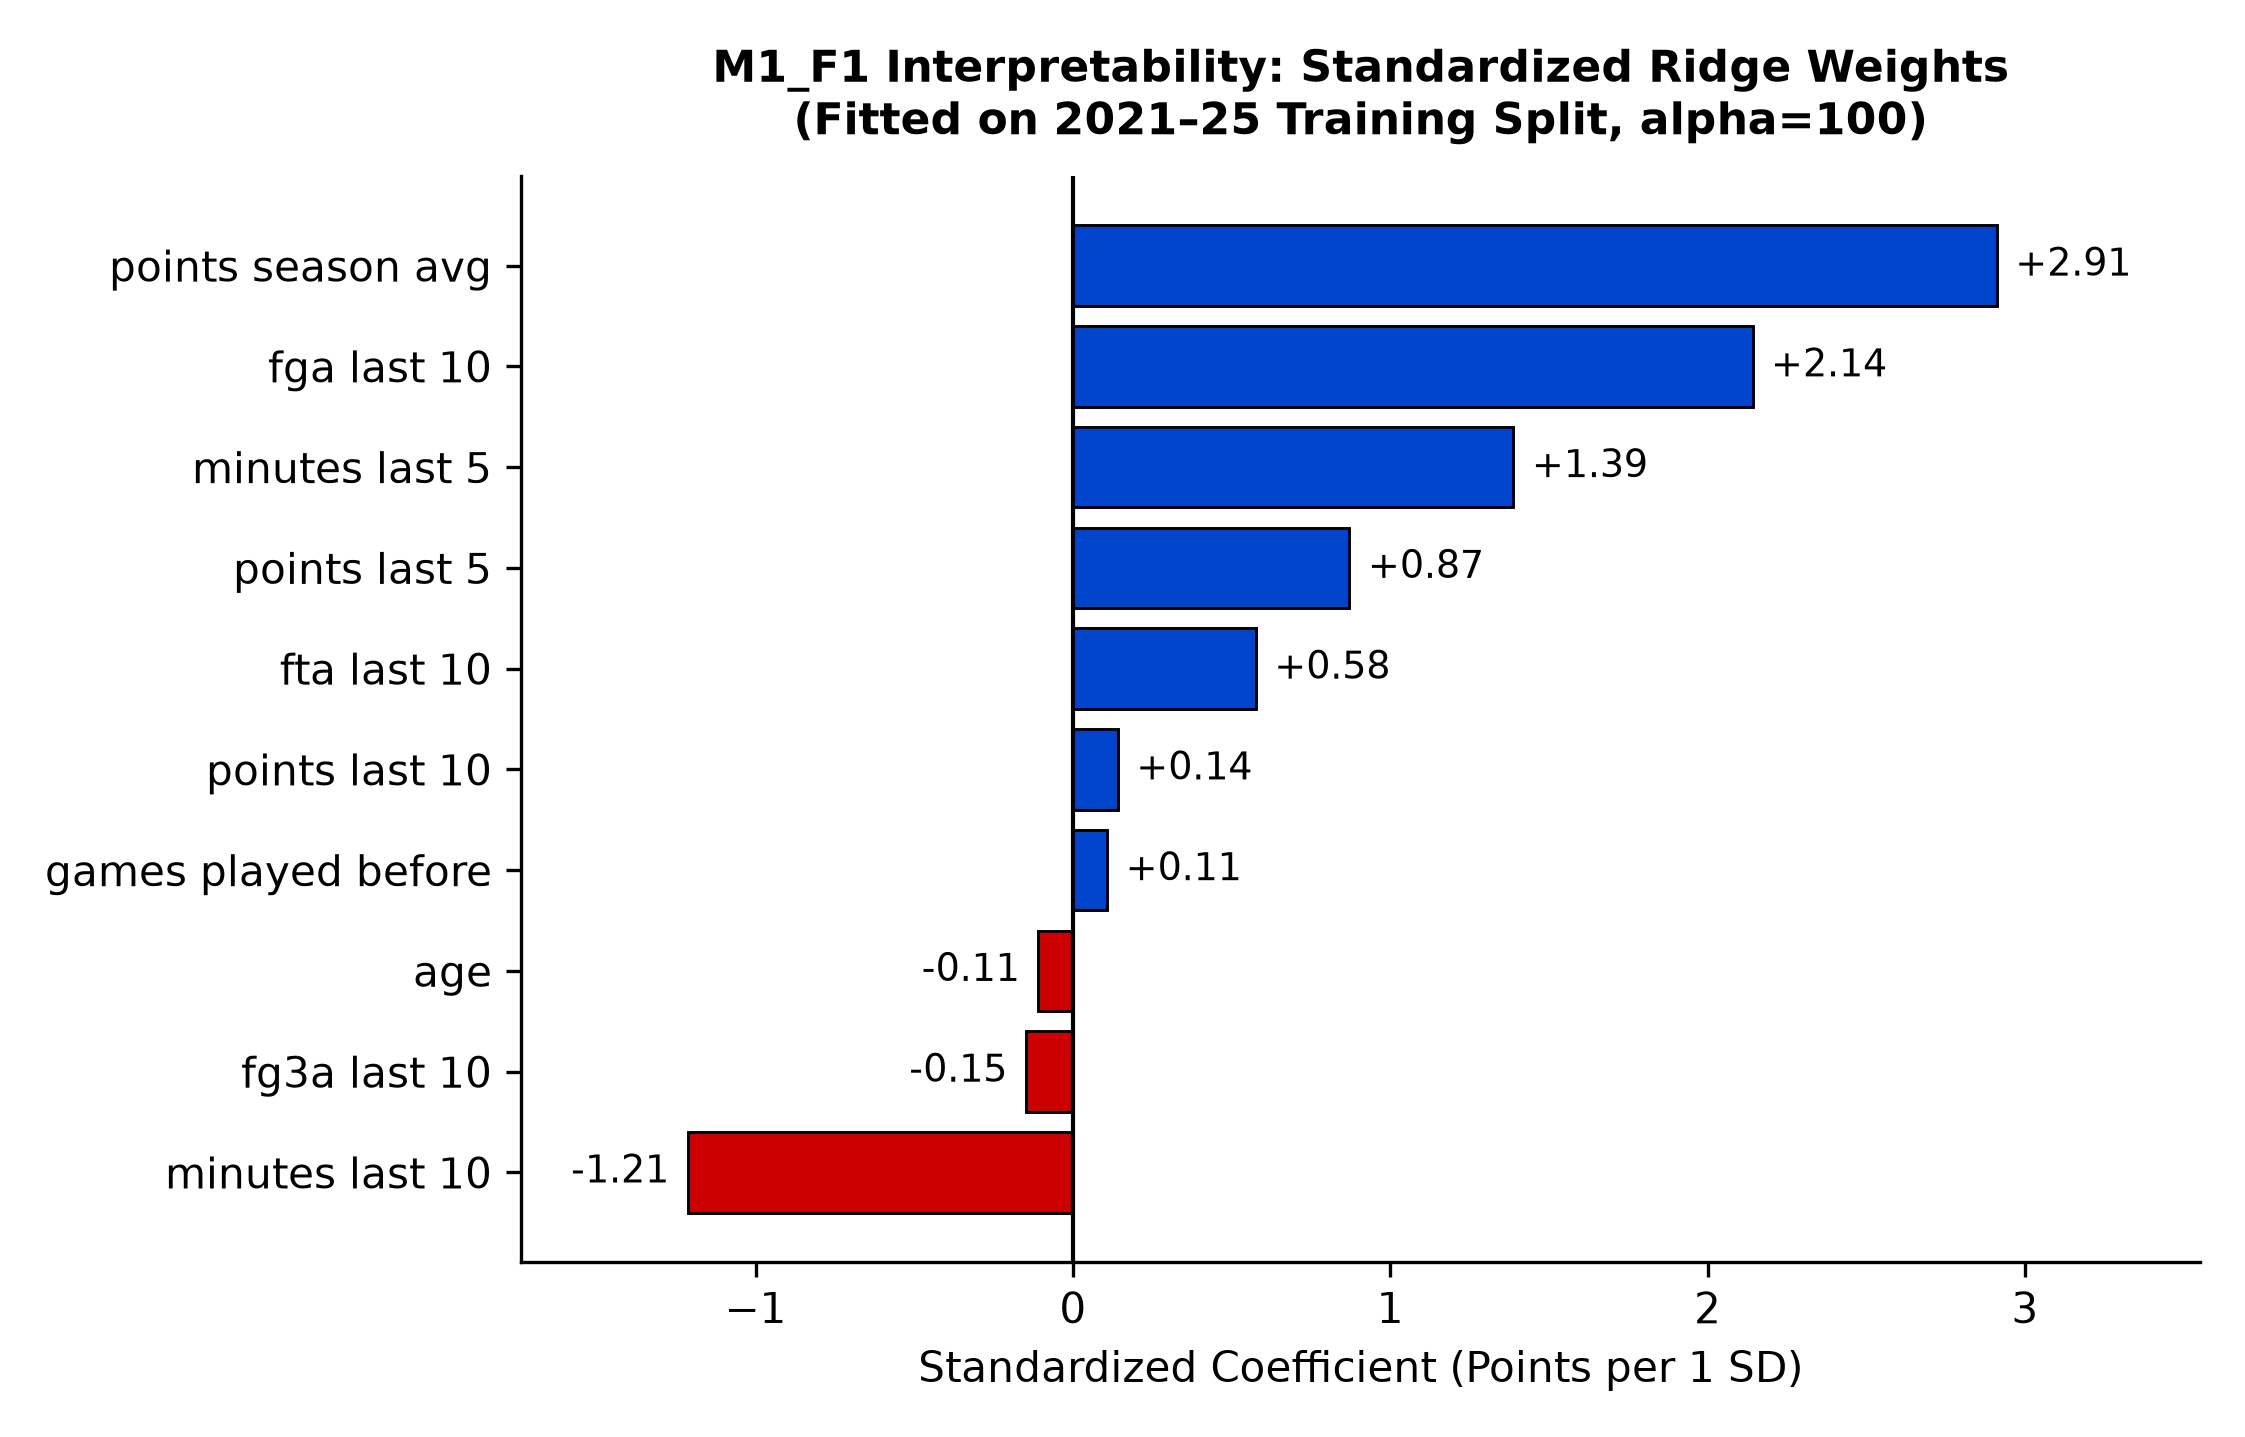 M1_F1 Interpretability: Standardized Ridge Weights
(Fitted on 2021–25 Training Split, alpha=100)
points season avg +2.91
fga last 10 +2.14
minutes last 5 +1.39
points last 5 +0.87
fta last 10 +0.58
points last 10 +0.14
games played before +0.11
age -0.11
fg3a last 10 -0.15
minutes last 10 -1.21
−1 0 1 2 3
Standardized Coefficient (Points per 1 SD)